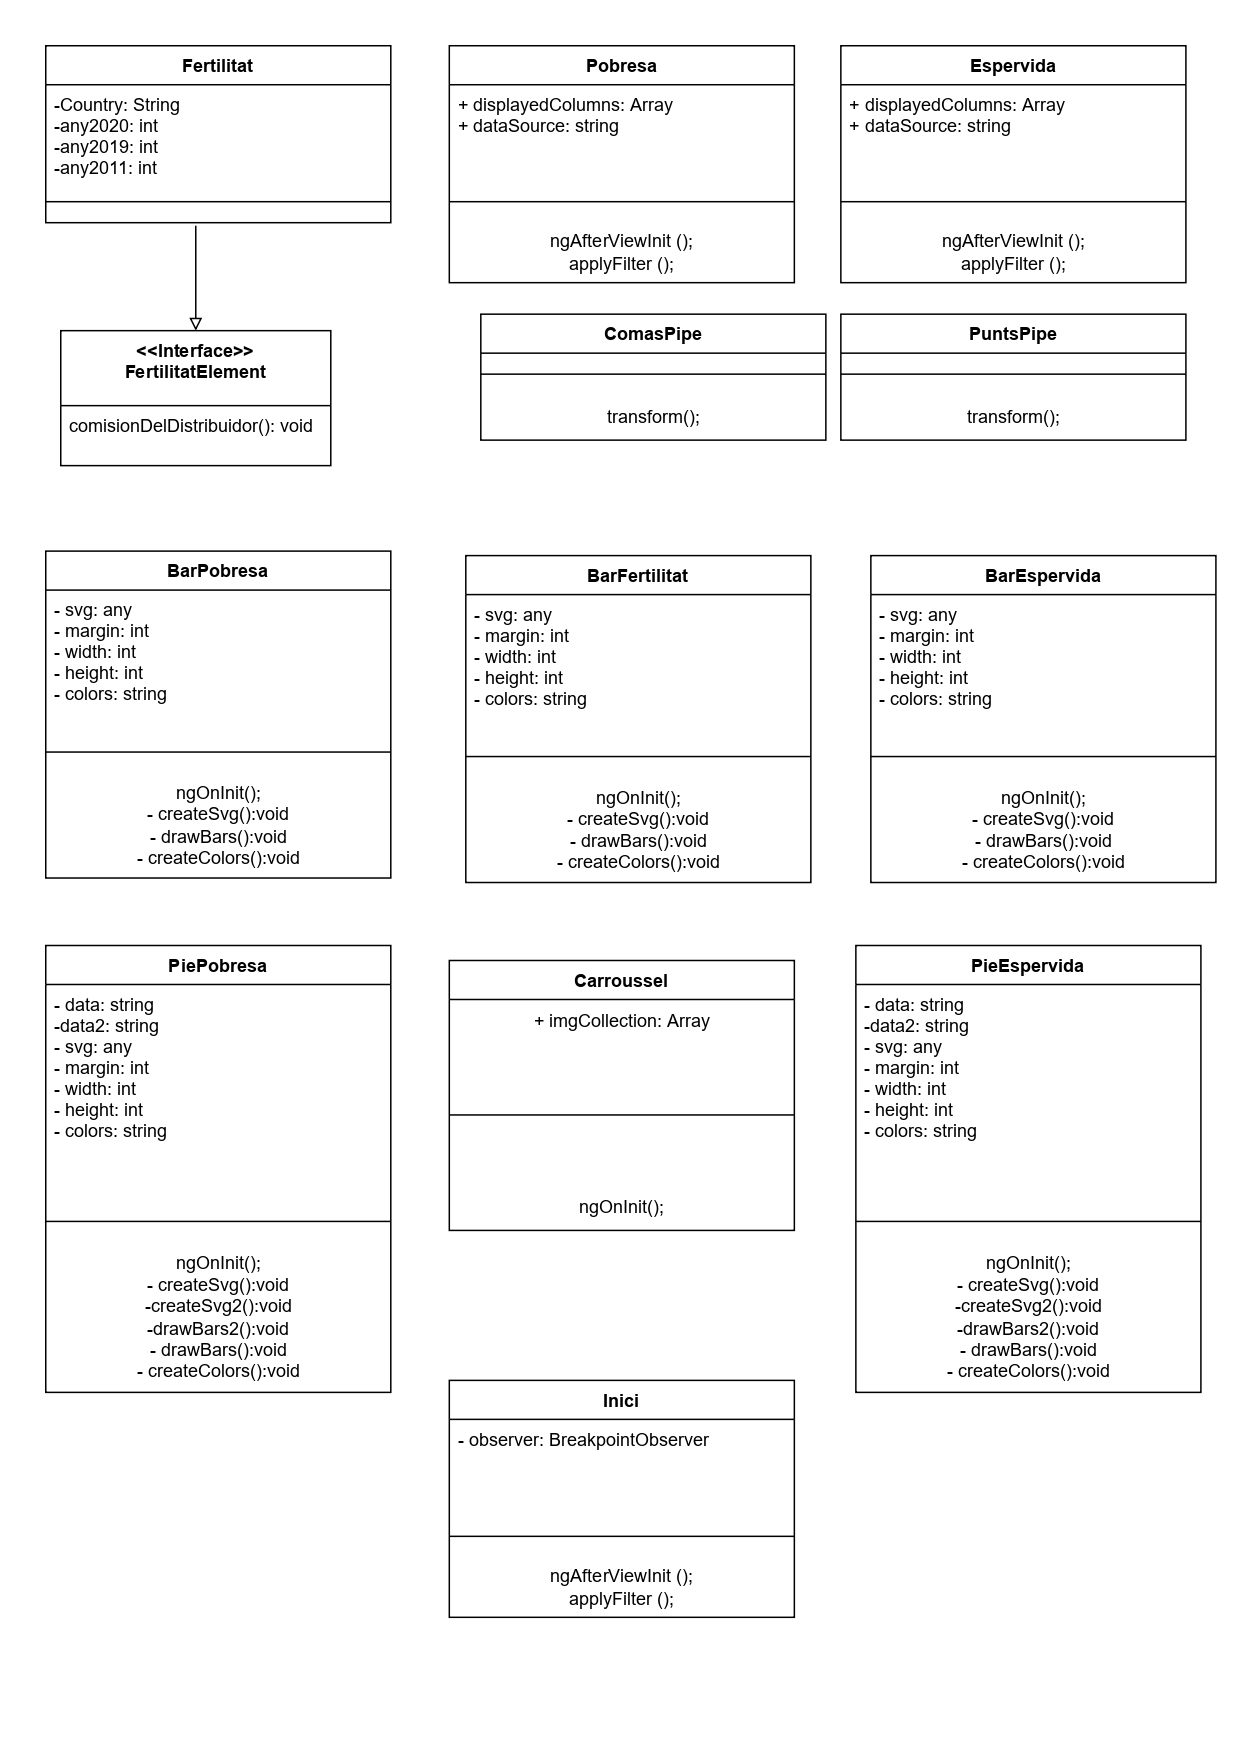 Fertilitat
-Country: String
-any2020: int
-any2019: int
-any2011: int
Pobresa
+ displayedColumns: Array
+ dataSource: string
ngAfterViewInit ();
applyFilter ();
Espervida
+ displayedColumns: Array
+ dataSource: string
ngAfterViewInit ();
applyFilter ();
<<Interface>>
FertilitatElement
comisionDelDistribuidor(): void
ComasPipe
transform();
PuntsPipe
transform();
BarPobresa
- svg: any
- margin: int
- width: int
- height: int
- colors: string
ngOnInit();
- createSvg():void
- drawBars():void
- createColors():void
BarFertilitat
- svg: any
- margin: int
- width: int
- height: int
- colors: string
ngOnInit();
- createSvg():void
- drawBars():void
- createColors():void
BarEspervida
- svg: any
- margin: int
- width: int
- height: int
- colors: string
ngOnInit();
- createSvg():void
- drawBars():void
- createColors():void
PiePobresa
- data: string
-data2: string
- svg: any
- margin: int
- width: int
- height: int
- colors: string
ngOnInit();
- createSvg():void
-createSvg2():void
-drawBars2():void
- drawBars():void
- createColors():void
Carroussel
+ imgCollection: Array
ngOnInit();
PieEspervida
- data: string
-data2: string
- svg: any
- margin: int
- width: int
- height: int
- colors: string
ngOnInit();
- createSvg():void
-createSvg2():void
-drawBars2():void
- drawBars():void
- createColors():void
Inici
- observer: BreakpointObserver
ngAfterViewInit ();
applyFilter ();